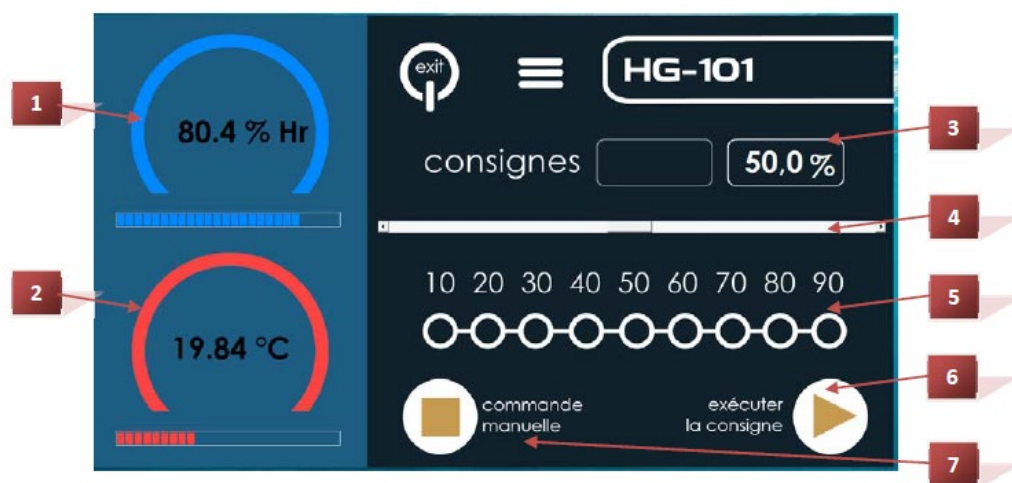 1
80.4 % Hr
2
19.84 °C
exit
HG-101
consignes
50,0 %
10 20 30 40 50 60 70 80 90
commande
manuelle
exécuter
la consigne
3
4
5
6
7